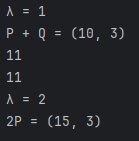 λ = 1
P + Q = (10, 3)
11
11
λ = 2
2P = (15, 3)